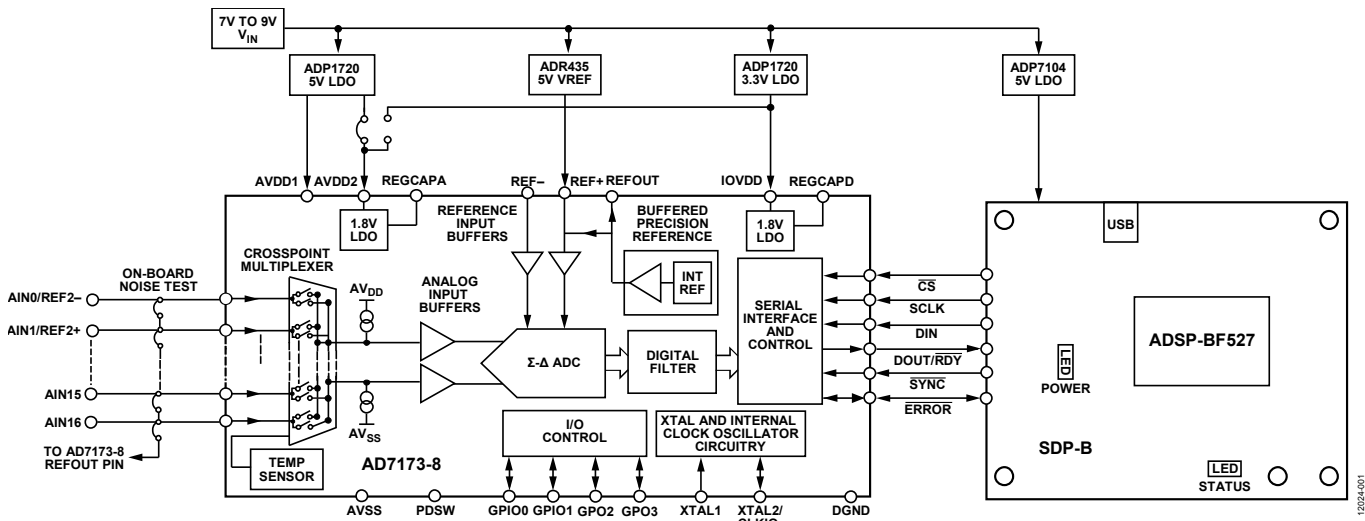 7V TO 9V
VIN
ADP1720
5V LDO
ADR435
5V VREF
ADP1720
3.3V LDO
ADP7104
5V LDO
AVDD1
AVDD2
REGCAPA
REF–
REF+
REFOUT
IOVDD
REGCAPD
1.8V
LDO
REFERENCE
INPUT
BUFFERS
BUFFERED
PRECISION
REFERENCE
1.8V
LDO
USB
CROSSPOINT
MULTIPLEXER
INT
REF
ON-BOARD
NOISE TEST
AIN0/REF2–
AIN1/REF2+
AIN15
AIN16
TO AD7173-8
REFOUT PIN
AVDD
ANALOG
INPUT
BUFFERS
Σ-Δ ADC
DIGITAL
FILTER
SERIAL
INTERFACE
AND
CONTROL
CS
SCLK
DIN
DOUT/RDY
SYNC
ERROR
ADSP-BF527
LED
POWER
AVSS
I/O
CONTROL
XTAL AND INTERNAL
CLOCK OSCILLATOR
CIRCUITRY
TEMP
SENSOR
AD7173-8
SDP-B
LED
STATUS
AVSS
PDSW
GPIO0
GPIO1
GPO2
GPO3
XTAL1
XTAL2/
DGND
12024-001